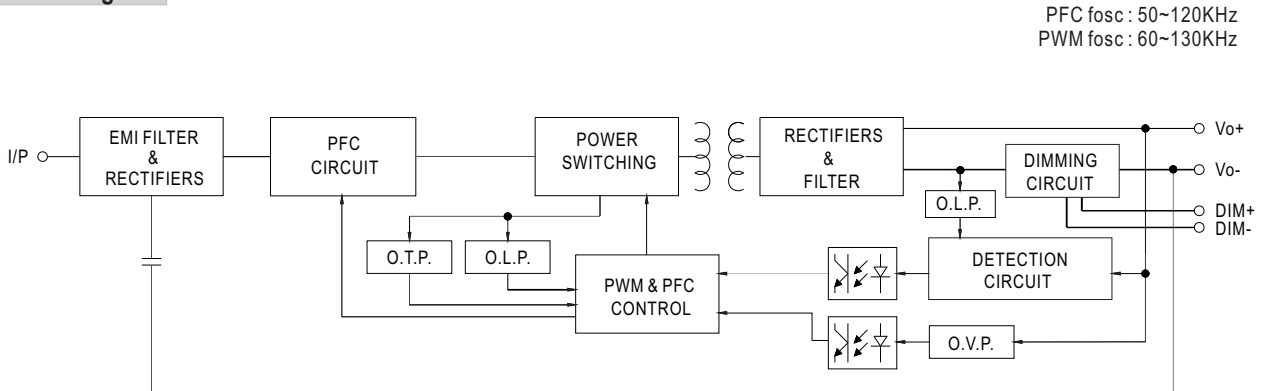 PFC fosc : 50~120KHz
PWM fosc : 60~130KHz
I/P
EMI FILTER
&
RECTIFIERS
PFC
CIRCUIT
POWER
SWITCHING
RECTIFIERS
&
FILTER
DIMMING
CIRCUIT
Vo+
Vo-
DIM+
DIM-
O.L.P.
O.T.P.
O.L.P.
PWM & PFC
CONTROL
DETECTION
CIRCUIT
O.V.P.